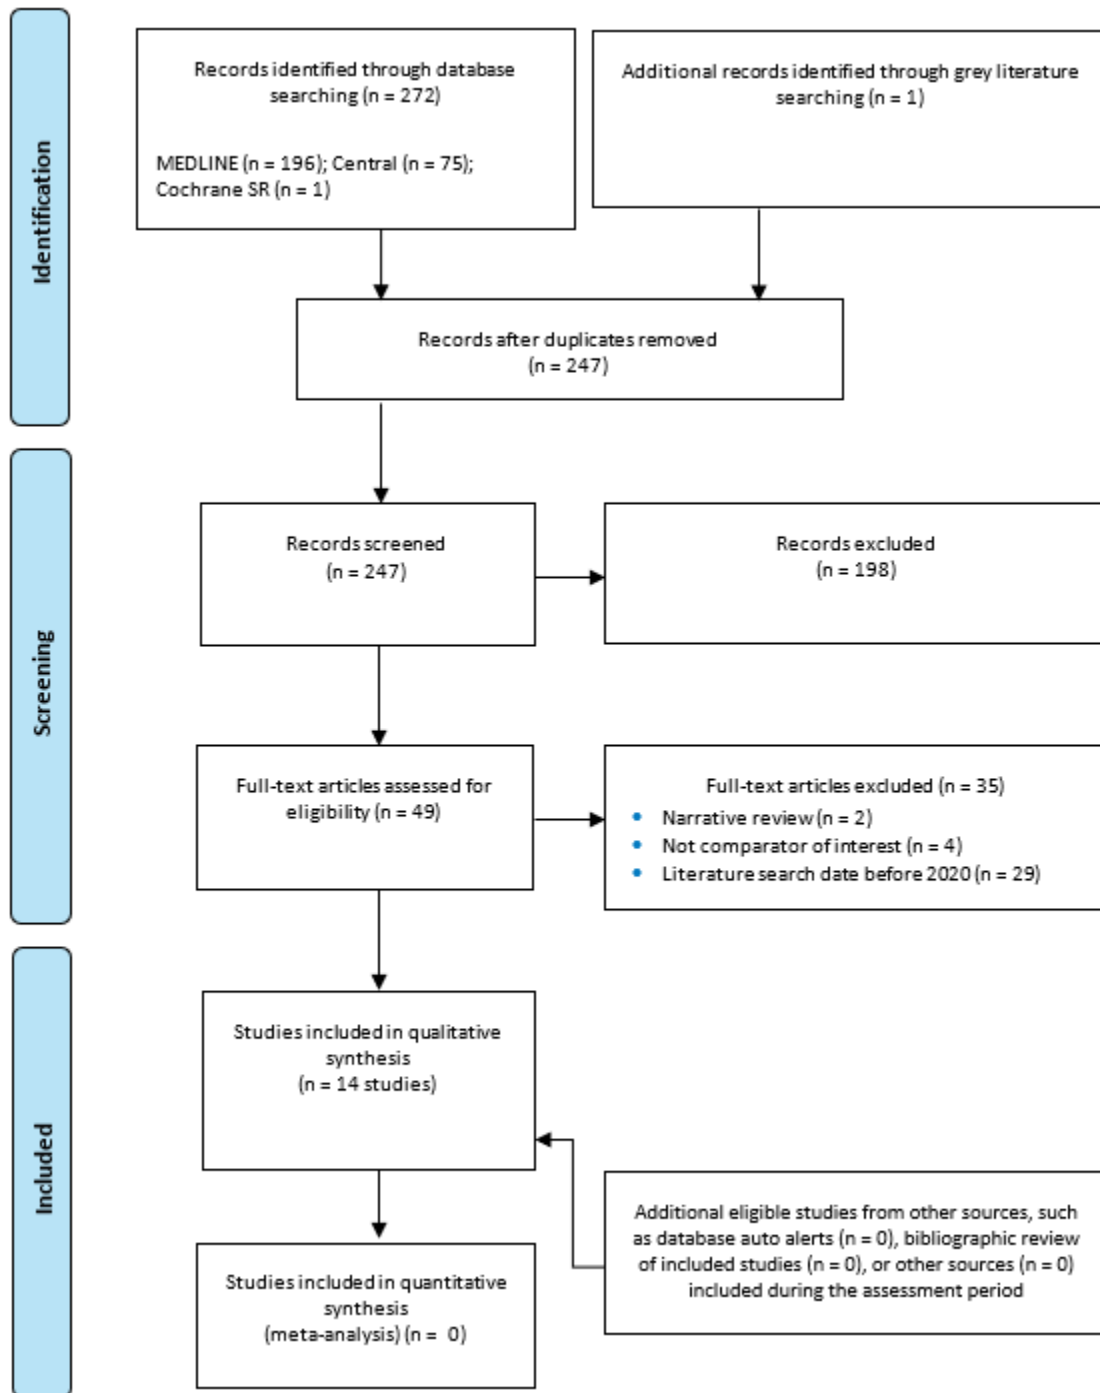 Identification
Records identified through database
searching (n = 272)
MEDLINE (n = 196); Central (n = 75);
Cochrane SR (n = 1)
Additional records identified through grey literature
searching (n = 1)
Records after duplicates removed
(n = 247)
Screening
Records screened
(n = 247)
Records excluded
(n = 198)
Full-text articles assessed for
eligibility (n = 49)
Full-text articles excluded (n = 35)
• Narrative review (n = 2)
• Not comparator of interest (n = 4)
• Literature search date before 2020 (n = 29)
Included
Studies included in qualitative
synthesis
(n = 14 studies)
Additional eligible studies from other sources, such
as database auto alerts (n = 0), bibliographic review
of included studies (n = 0), or other sources (n = 0)
included during the assessment period
Studies included in quantitative
synthesis
(meta-analysis) (n = 0)